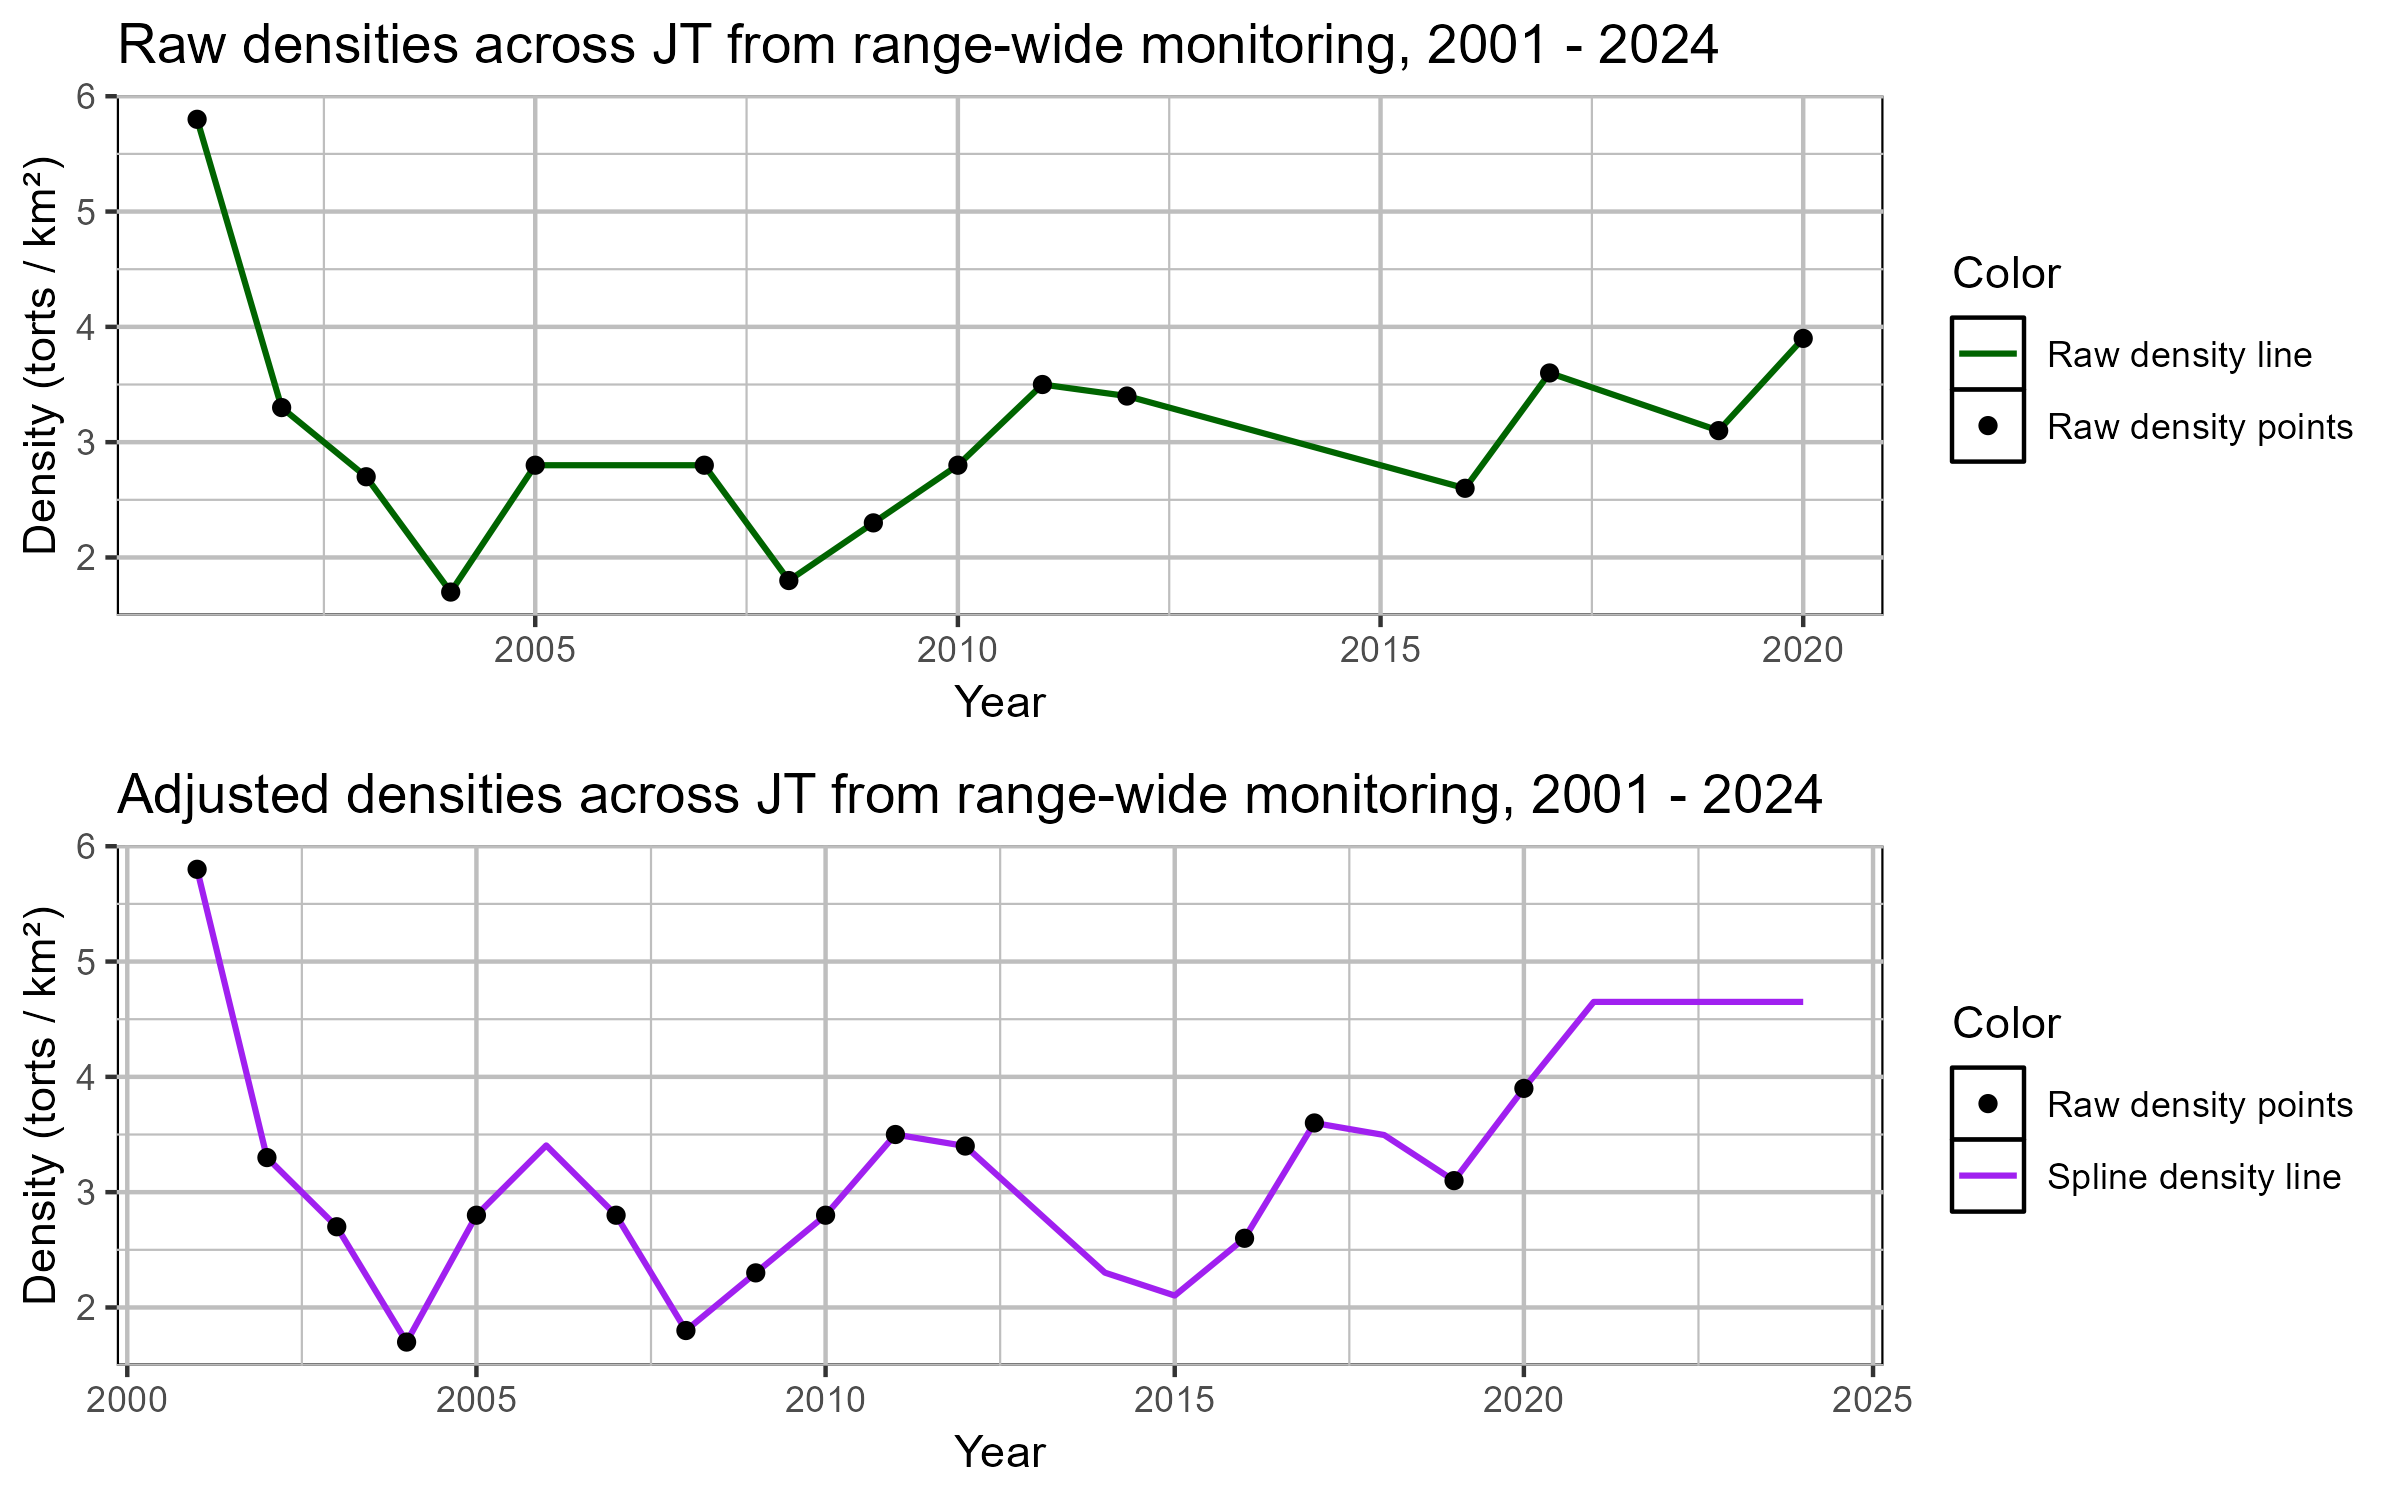 Raw densities across JT from range-wide monitoring, 2001 - 2024
6
5
4
3
2
Density (torts / km²)
2005 2010 2015 2020
Year
Color
Raw density line
Raw density points
Adjusted densities across JT from range-wide monitoring, 2001 - 2024
6
5
4
3
2
Density (torts / km²)
2000 2005 2010 2015 2020 2025
Year
Color
Raw density points
Spline density line